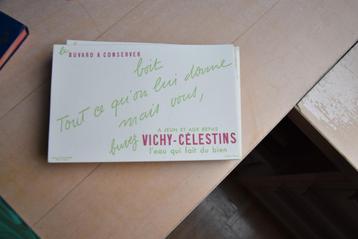 le BUVARD A CONSERVER
boit
Tout ce qu'on lui donne
mais vous,
buvez
A JEUN ET AUX REPAS
VICHY-CÉLESTINS
l'eau qui fait du bien